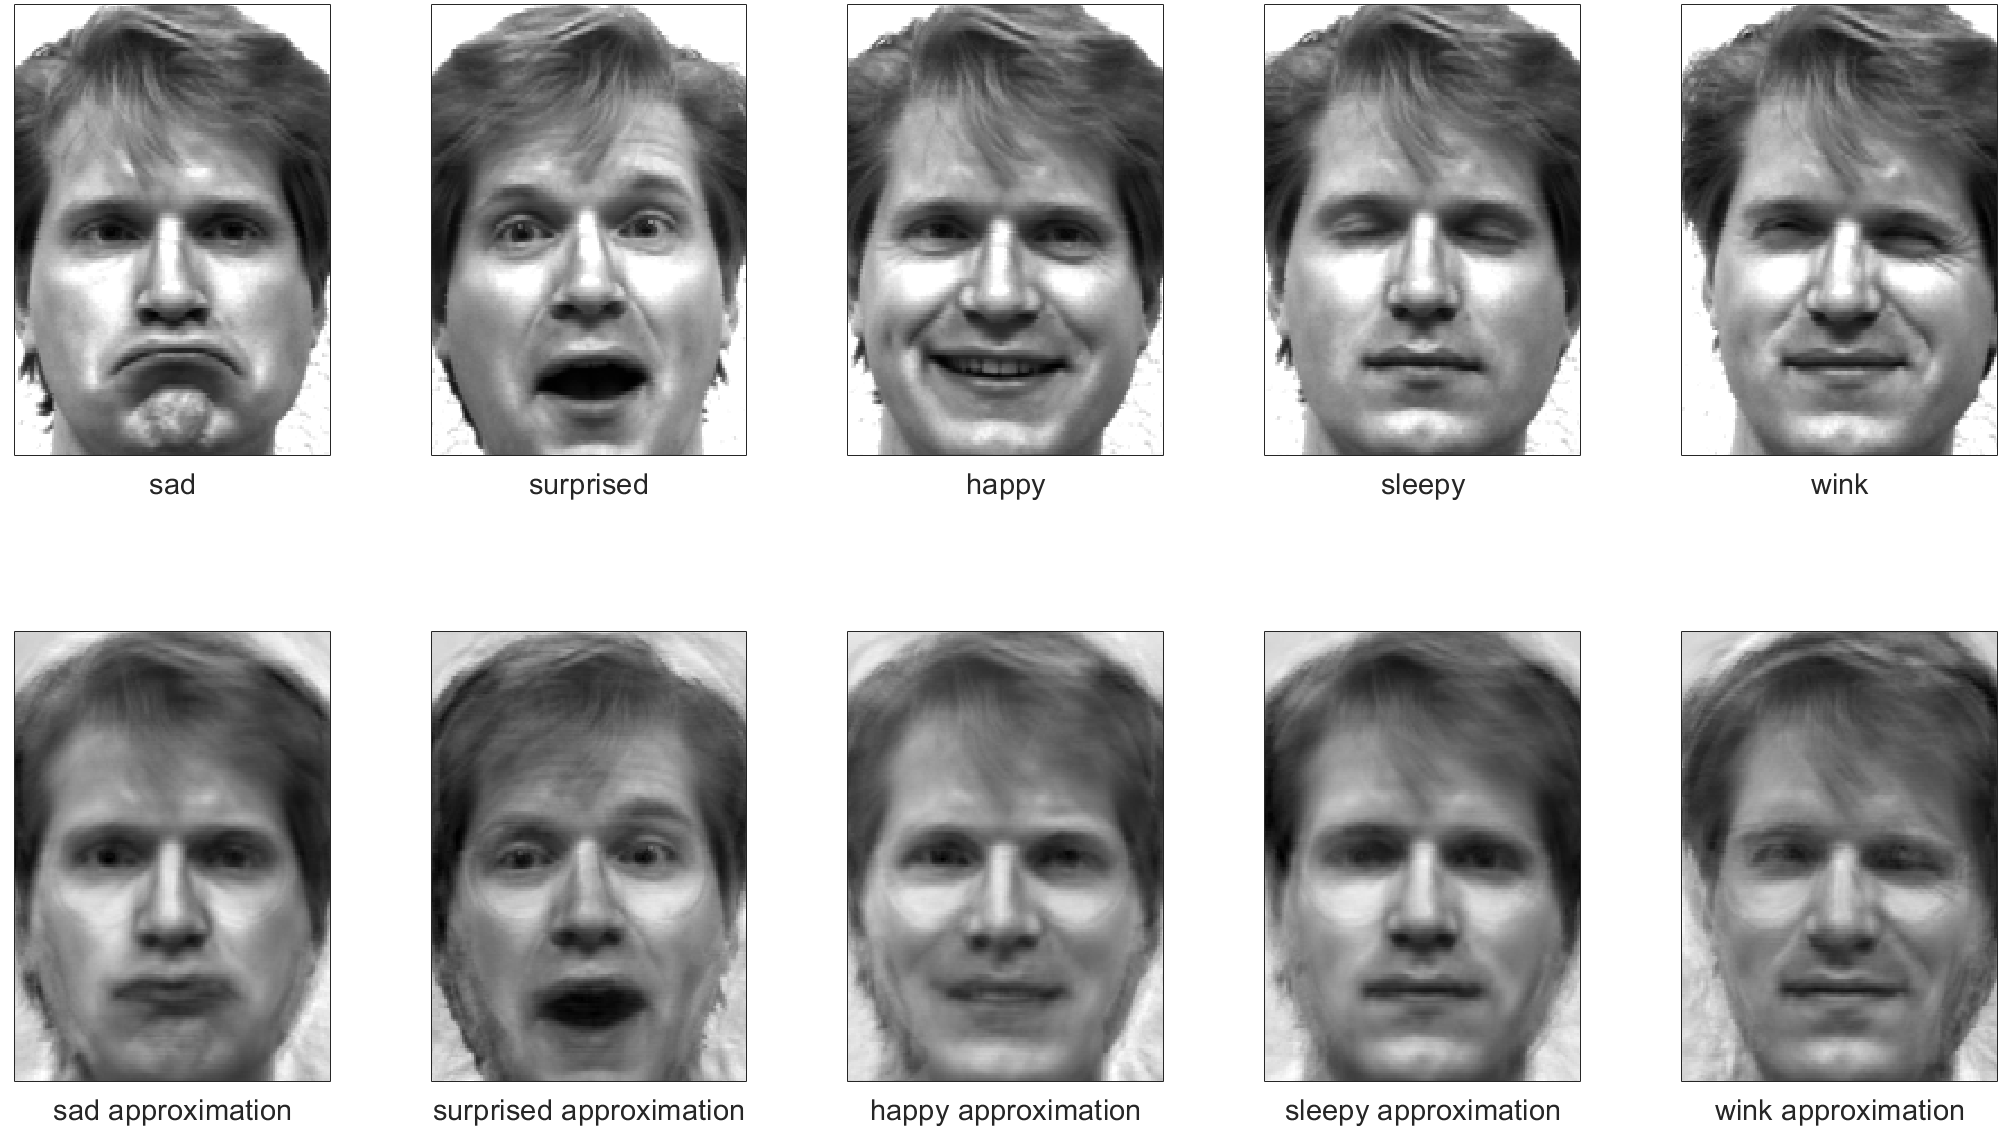 sad
surprised
happy
sleepy
wink
sad approximation
surprised approximation
happy approximation
sleepy approximation
wink approximation